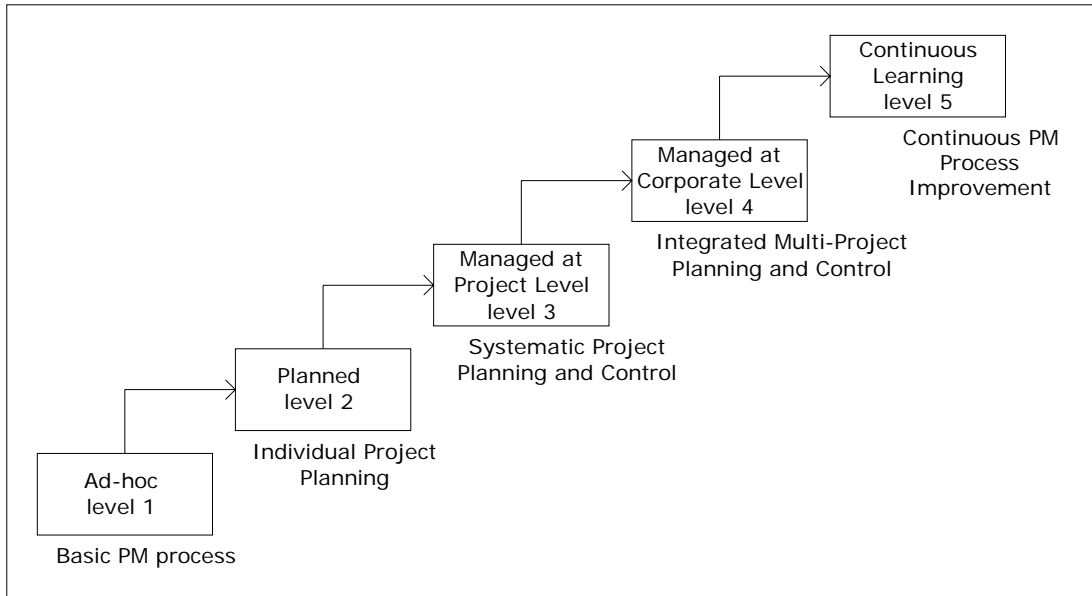 Continuous
Learning
level 5
Continuous PM
Process
Improvement
Managed at
Corporate Level
level 4
Integrated Multi-Project
Planning and Control
Managed at
Project Level
level 3
Systematic Project
Planning and Control
Planned
level 2
Individual Project
Planning
Ad-hoc
level 1
Basic PM process